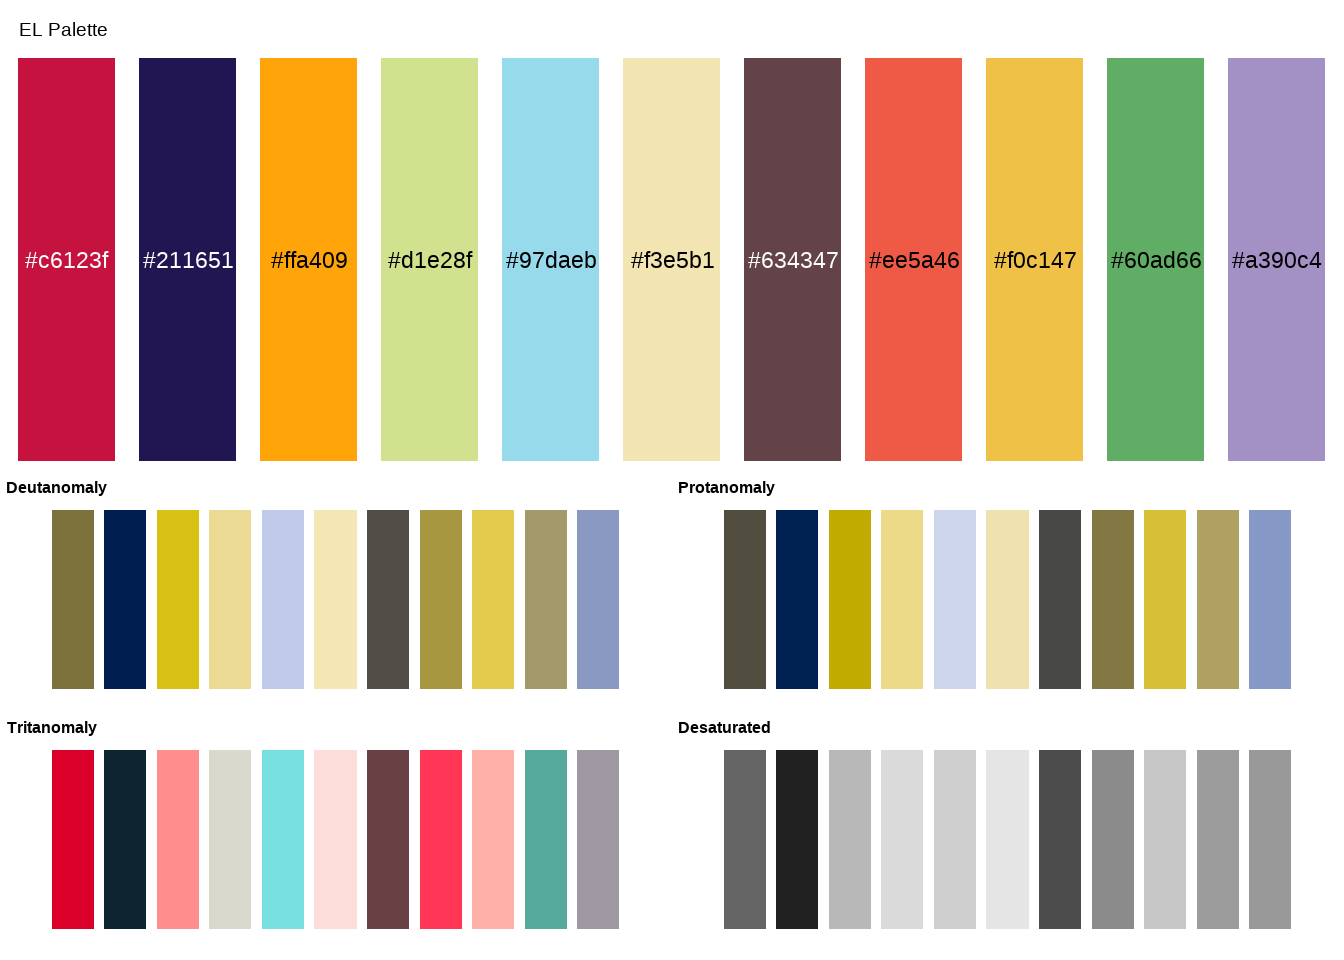 EL Palette
#c6123f #211651 #ffa409 #d1e28f #97daeb #f3e5b1 #634347 #ee5a46 #f0c147 #60ad66 #a390c4
Deutanomaly
Protanomaly
Tritanomaly
Desaturated